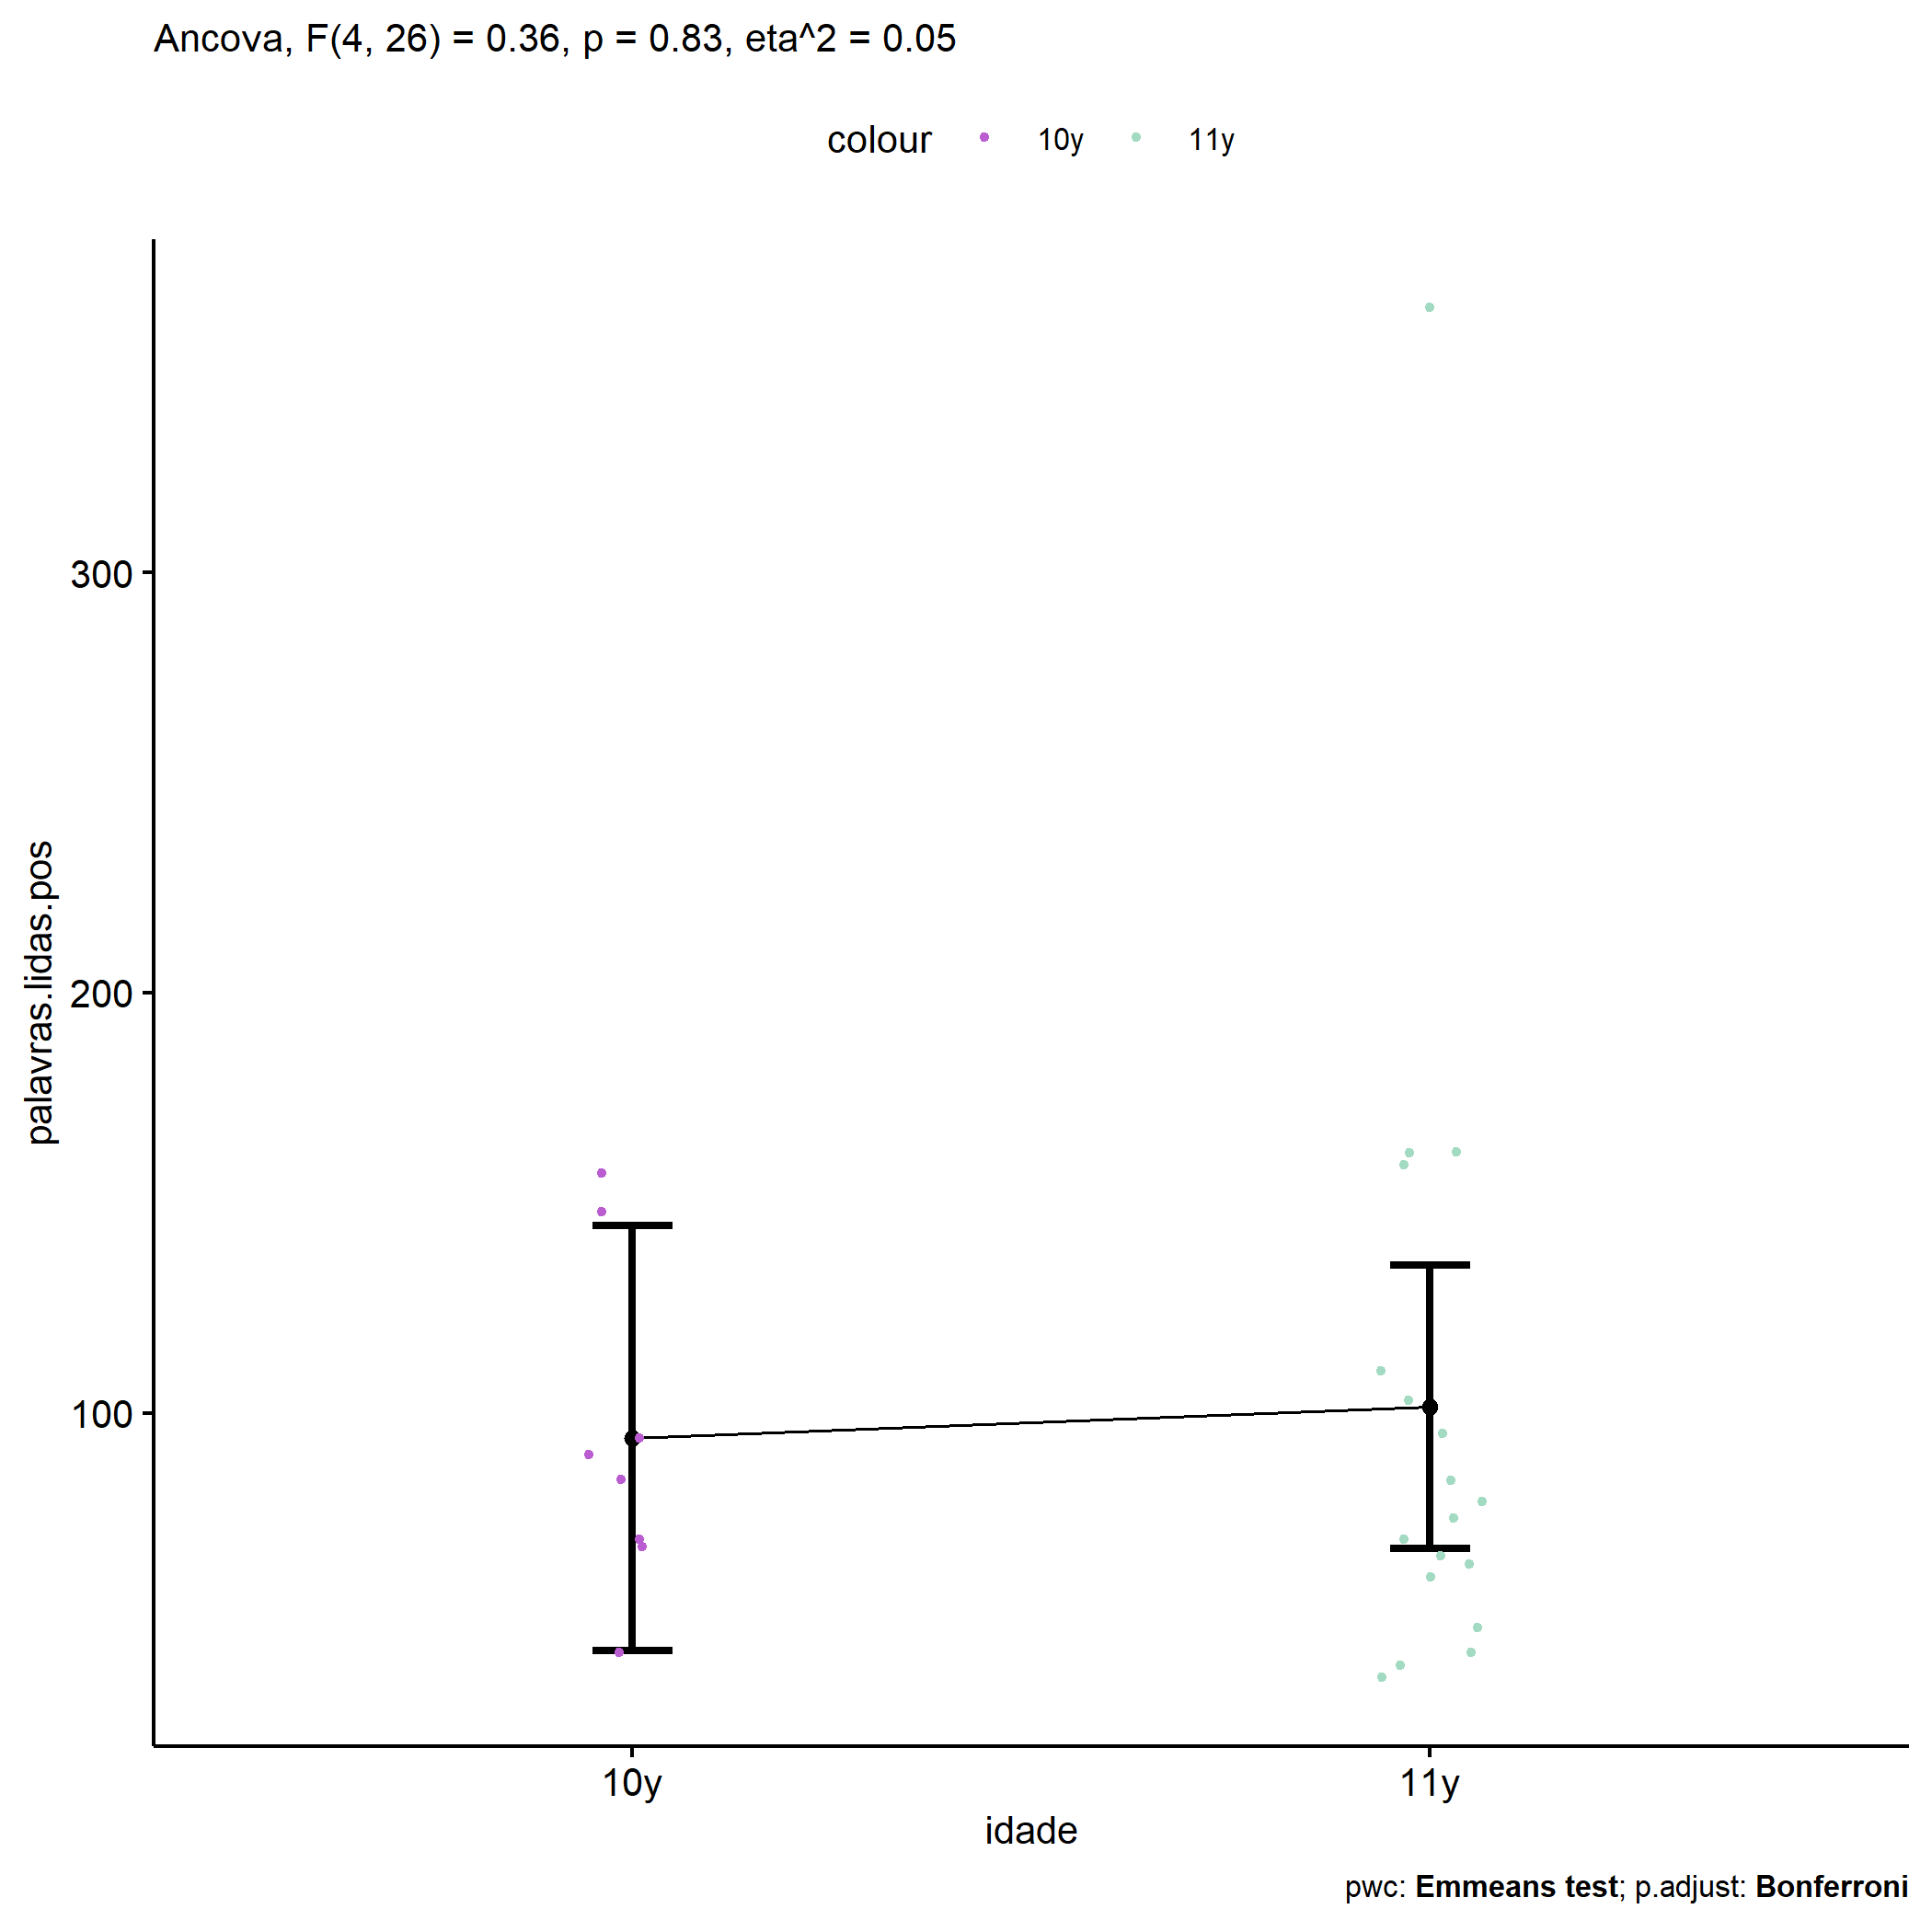 Ancova, F(4, 26) = 0.36, p = 0.83, eta^2 = 0.05
colour 10y 11y
300
200
100
palavras.lidas.pos
10y 11y
idade
pwc: Emmeans test; p.adjust: Bonferroni